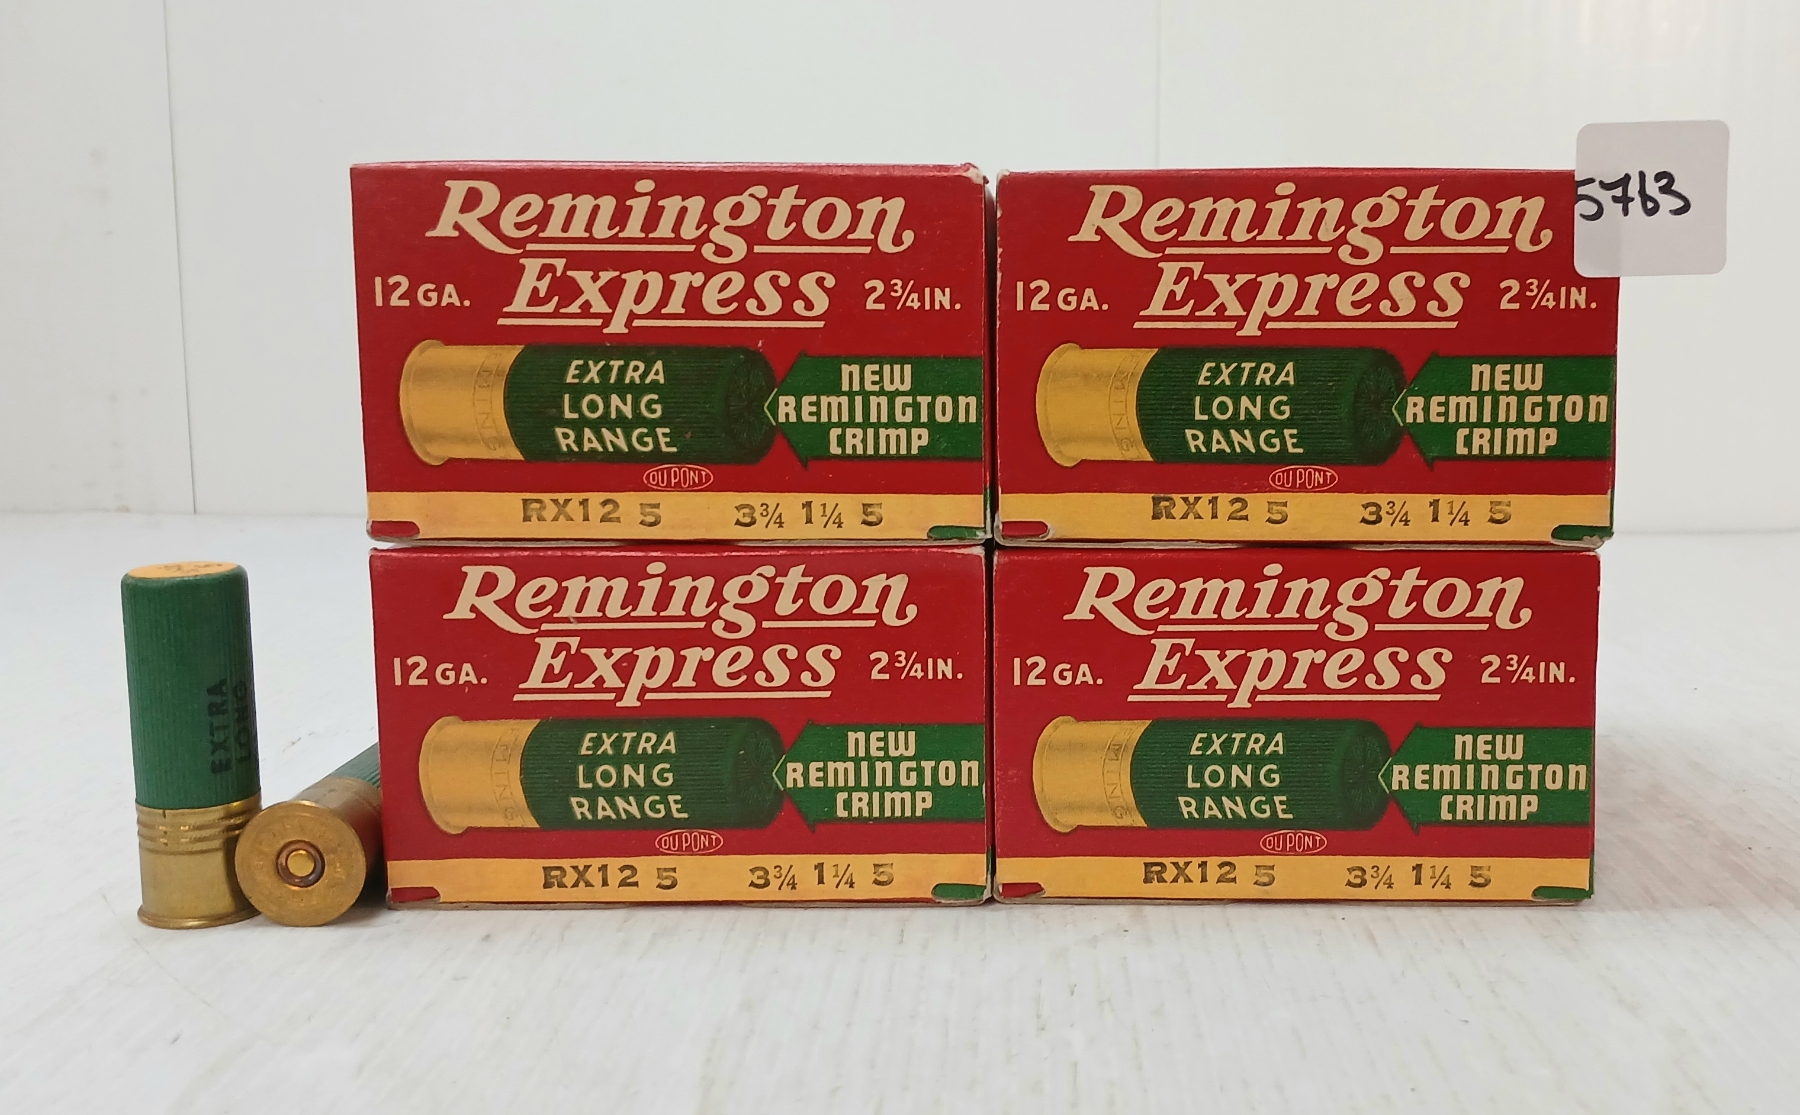 Remington
Express
12 GA. 2¾ IN.
EXTRA
LONG
RANGE
NEW
REMINGTON
CRIMP
DU PONT
RX12 5 3¾ 1¼ 5
Remington
Express
12 GA. 2¾ IN.
EXTRA
LONG
RANGE
NEW
REMINGTON
CRIMP
DU PONT
RX12 5 3¾ 1¼ 5
5763
Remington
Express
12 GA. 2¾ IN.
EXTRA
LONG
RANGE
NEW
REMINGTON
CRIMP
DU PONT
RX12 5 3¾ 1¼ 5
Remington
Express
12 GA. 2¾ IN.
EXTRA
LONG
RANGE
NEW
REMINGTON
CRIMP
DU PONT
RX12 5 3¾ 1¼ 5
EXTRA
LONG